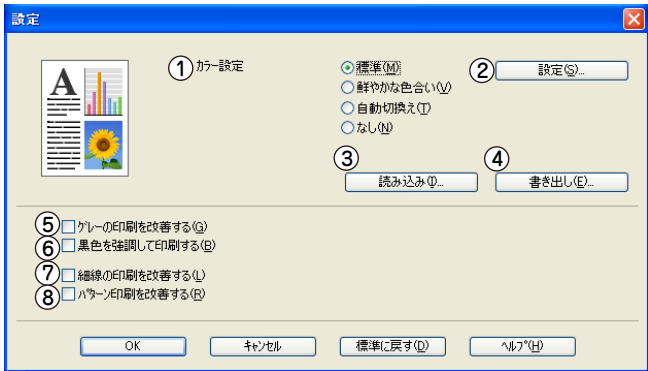 設定
① カラー設定
標準(M)
② 設定(S)...
鮮やかな色合い(V)
自動切換え(T)
なし(N)
③ ④
読み込み(I)... 書き出し(E)...
A
⑤ グレーの印刷を改善する(G)
⑥ 黒色を強調して印刷する(B)
⑦ 細線の印刷を改善する(L)
⑧ パターン印刷を改善する(R)
OK キャンセル 標準に戻す(D) ヘルプ(H)